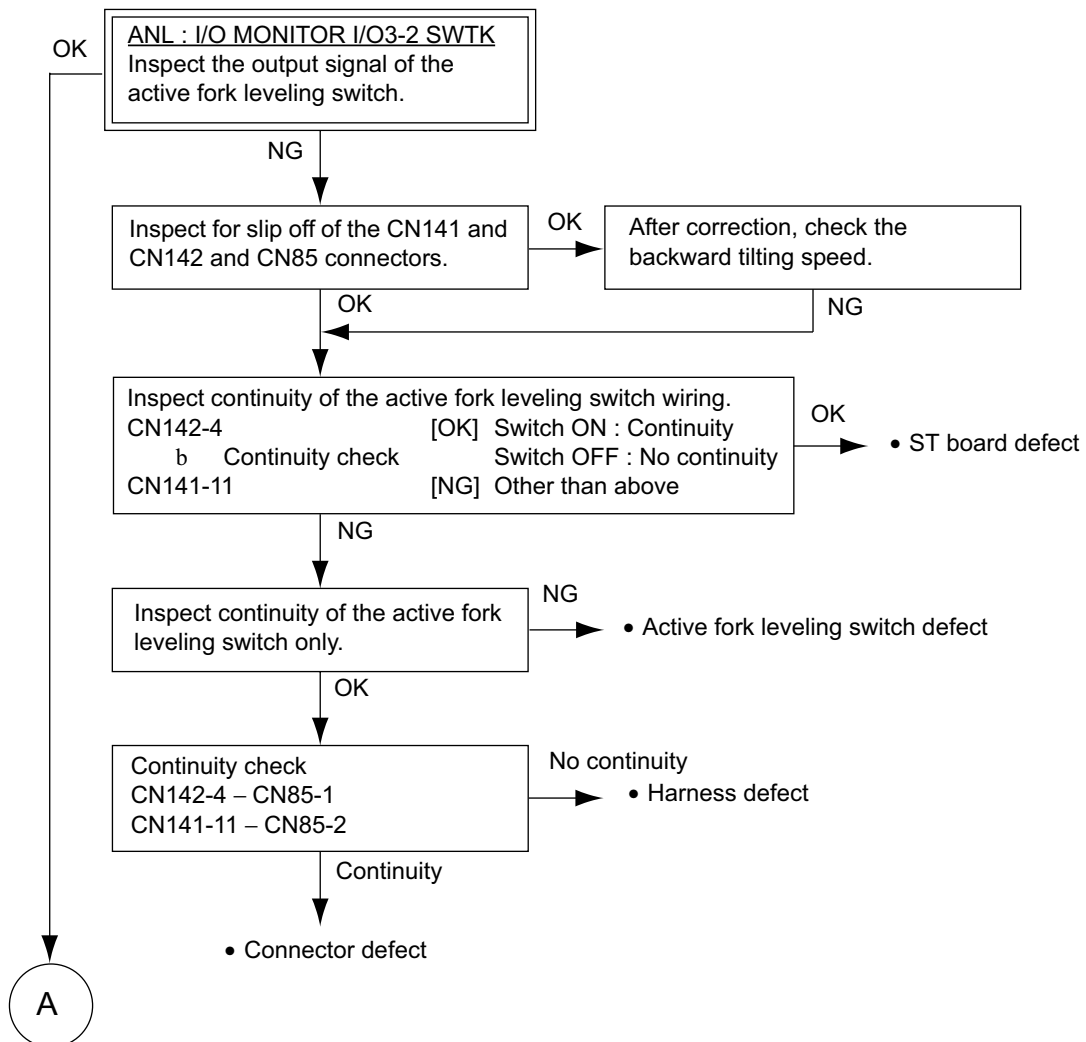 OK
ANL : I/O MONITOR I/O3-2 SWTK
Inspect the output signal of the
active fork leveling switch.
NG
Inspect for slip off of the CN141 and
CN142 and CN85 connectors.
OK
After correction, check the
backward tilting speed.
OK
NG
Inspect continuity of the active fork leveling switch wiring.
CN142-4 [OK] Switch ON : Continuity
b Continuity check Switch OFF : No continuity
CN141-11 [NG] Other than above
OK
• ST board defect
NG
Inspect continuity of the active fork
leveling switch only.
NG
• Active fork leveling switch defect
OK
Continuity check
CN142-4 – CN85-1
CN141-11 – CN85-2
No continuity
• Harness defect
Continuity
• Connector defect
A